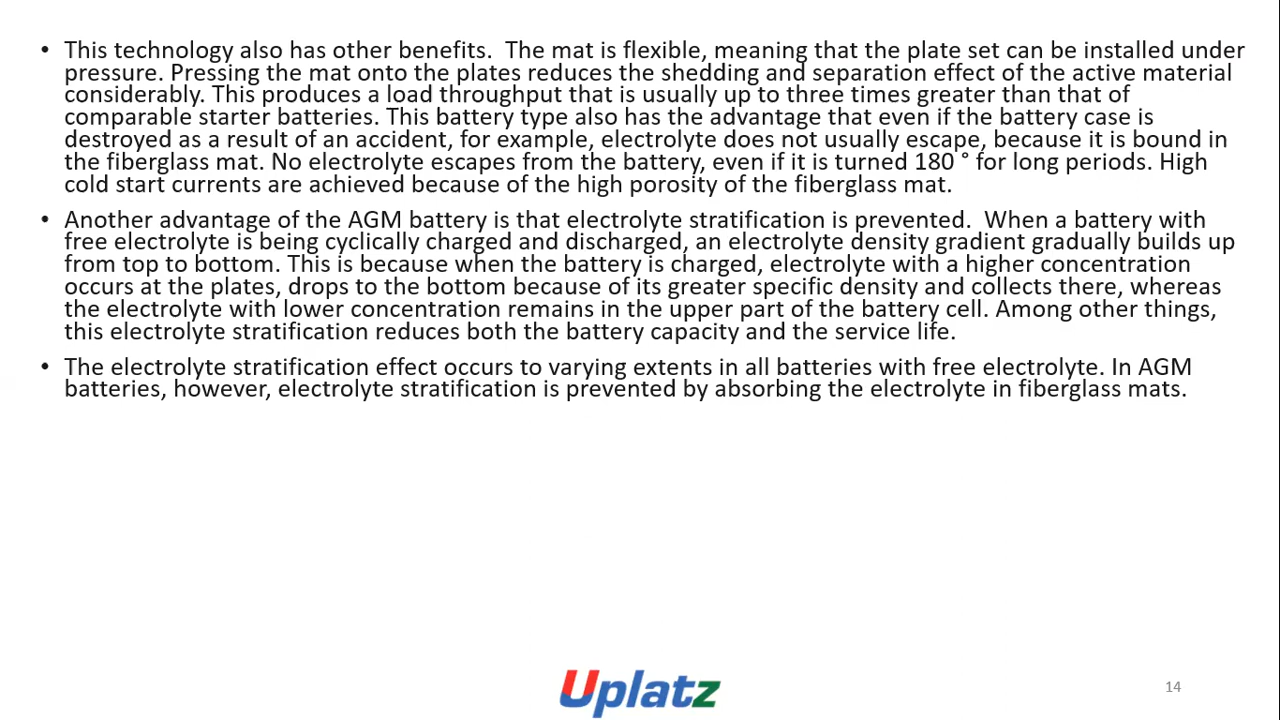 • This technology also has other benefits.  The mat is flexible, meaning that the plate set can be installed under
pressure. Pressing the mat onto the plates reduces the shedding and separation effect of the active material
considerably. This produces a load throughput that is usually up to three times greater than that of
comparable starter batteries. This battery type also has the advantage that even if the battery case is
destroyed as a result of an accident, for example, electrolyte does not usually escape, because it is bound in
the fiberglass mat. No electrolyte escapes from the battery, even if it is turned 180 ° for long periods. High
cold start currents are achieved because of the high porosity of the fiberglass mat.
• Another advantage of the AGM battery is that electrolyte stratification is prevented.  When a battery with
free electrolyte is being cyclically charged and discharged, an electrolyte density gradient gradually builds up
from top to bottom. This is because when the battery is charged, electrolyte with a higher concentration
occurs at the plates, drops to the bottom because of its greater specific density and collects there, whereas
the electrolyte with lower concentration remains in the upper part of the battery cell. Among other things,
this electrolyte stratification reduces both the battery capacity and the service life.
• The electrolyte stratification effect occurs to varying extents in all batteries with free electrolyte. In AGM
batteries, however, electrolyte stratification is prevented by absorbing the electrolyte in fiberglass mats.
Uplatz
14